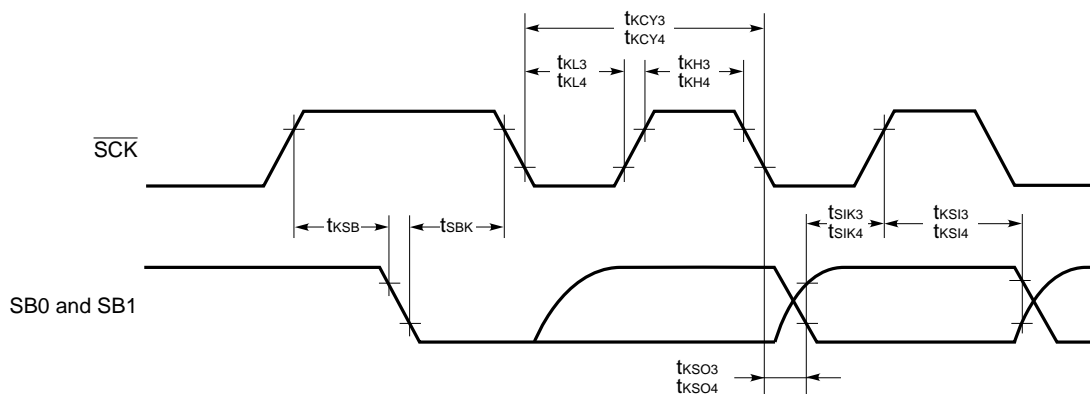 tKCY3
tKCY4
tKL3
tKL4
tKH3
tKH4
SCK
tKSB
tSBK
tSIK3
tSIK4
tKSI3
tKSI4
SB0 and SB1
tKSO3
tKSO4